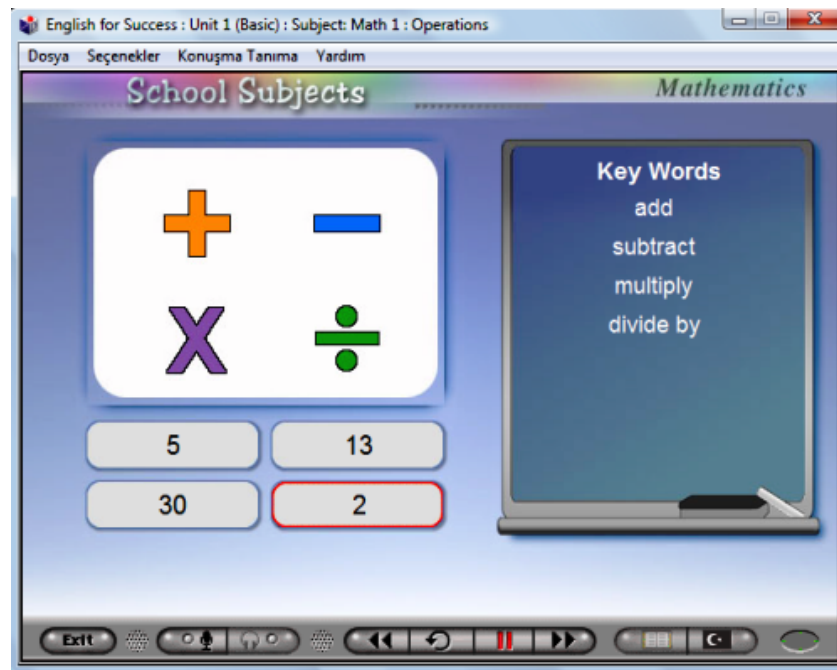 English for Success : Unit 1 (Basic) : Subject: Math 1 : Operations
Dosya Seçenekler Konuşma Tanıma Yardım
School Subjects
Mathematics
+ −
X ÷
5 13
30 2
Key Words
add
subtract
multiply
divide by
Exit